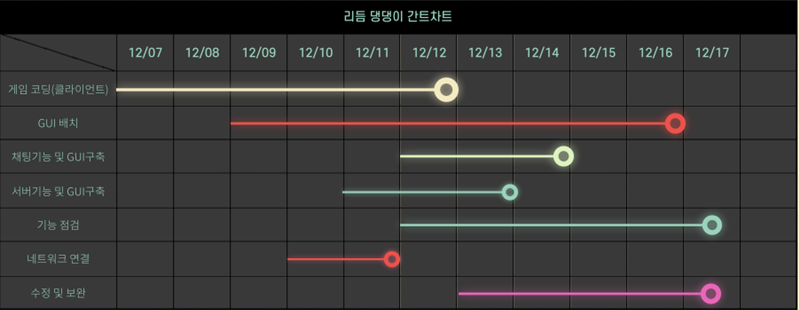 리듬 댕댕이 간트차트
12/07 12/08 12/09 12/10 12/11 12/12 12/13 12/14 12/15 12/16 12/17
게임 코딩(클라이언트)
GUI 배치
채팅기능 및 GUI구축
서버기능 및 GUI구축
기능 점검
네트워크 연결
수정 및 보완